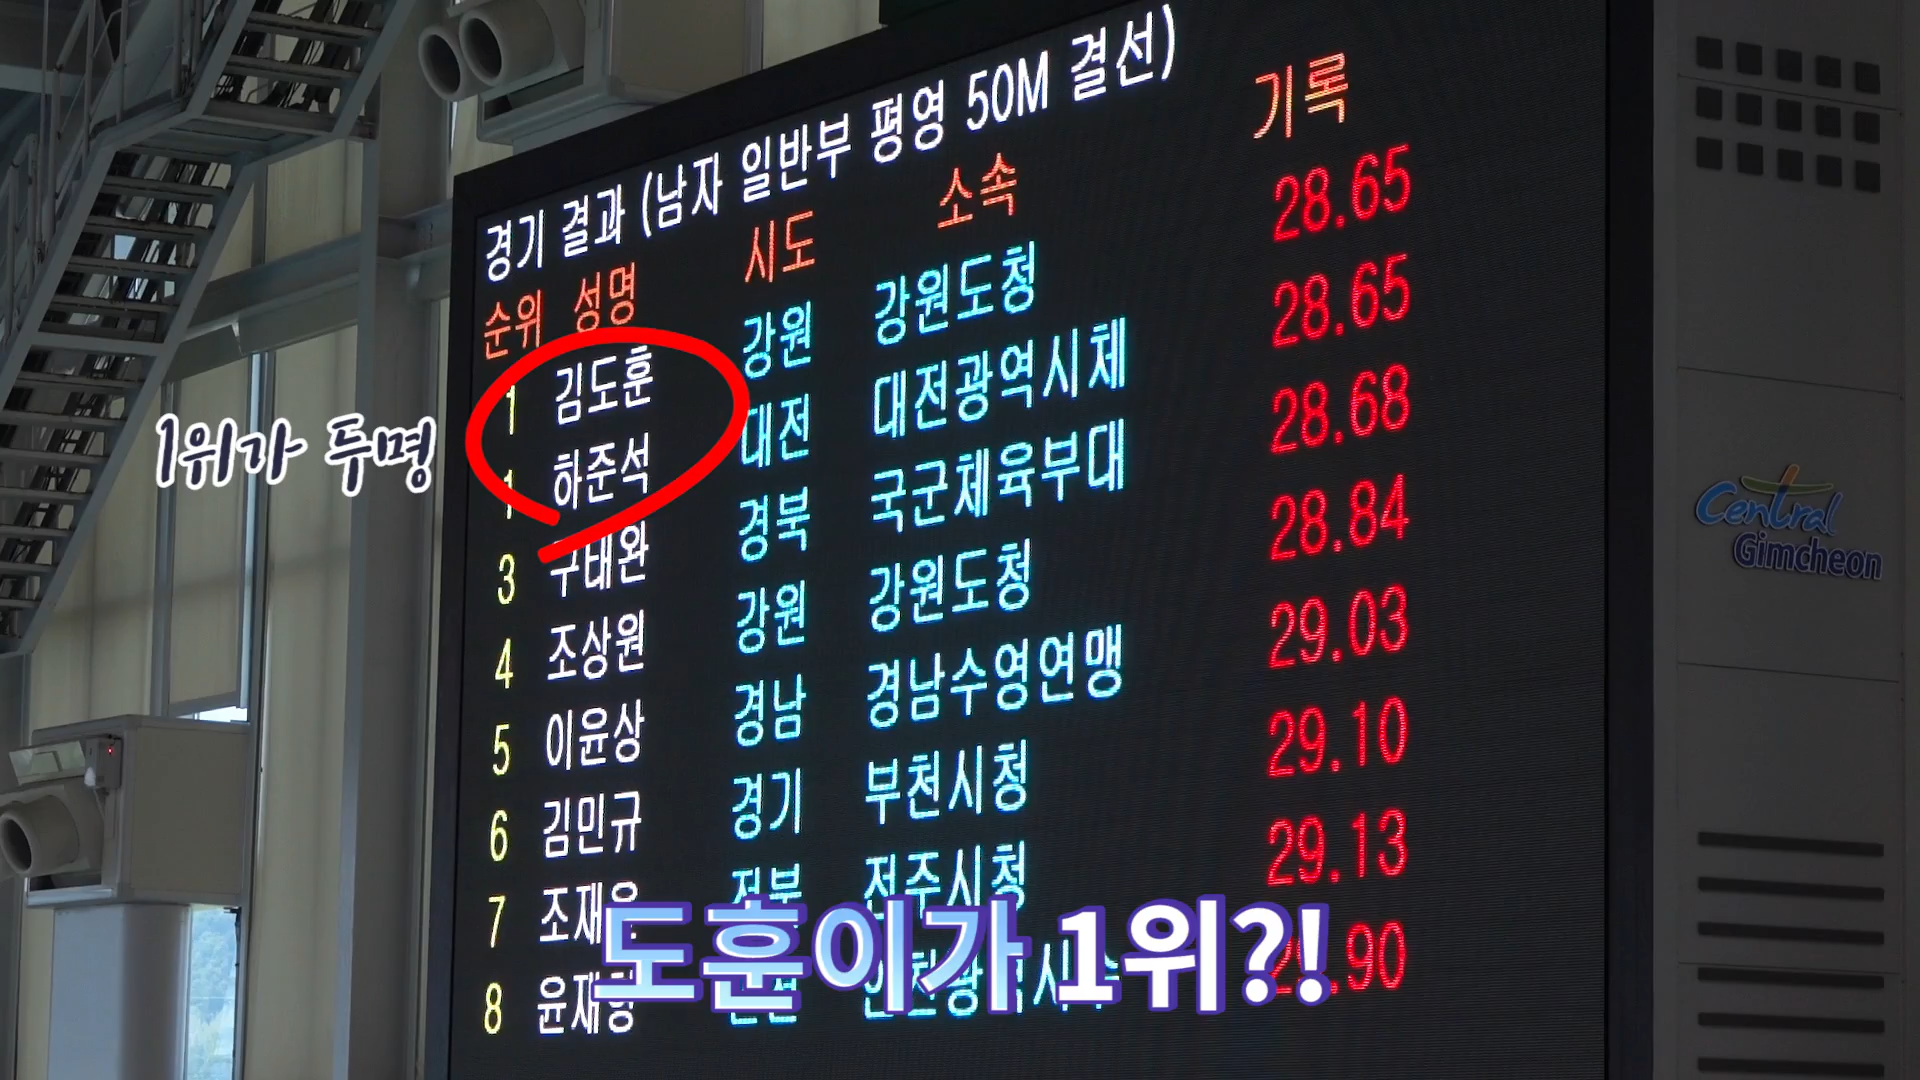 경기 결과 (남자 일반부 평영 50M 결선)
순위 성명 시도 소속 기록
1 김도훈 강원 강원도청 28.65
1 하준석 대전 대전광역시체 28.65
3 구태완 경북 국군체육부대 28.68
4 조상원 강원 강원도청 28.84
5 이윤상 경남 경남수영연맹 29.03
6 김민규 경기 부천시청 29.10
7 전북 전주시청 29.13
8
1위가 두명
도훈이가 1위?!
Central
Gimcheon